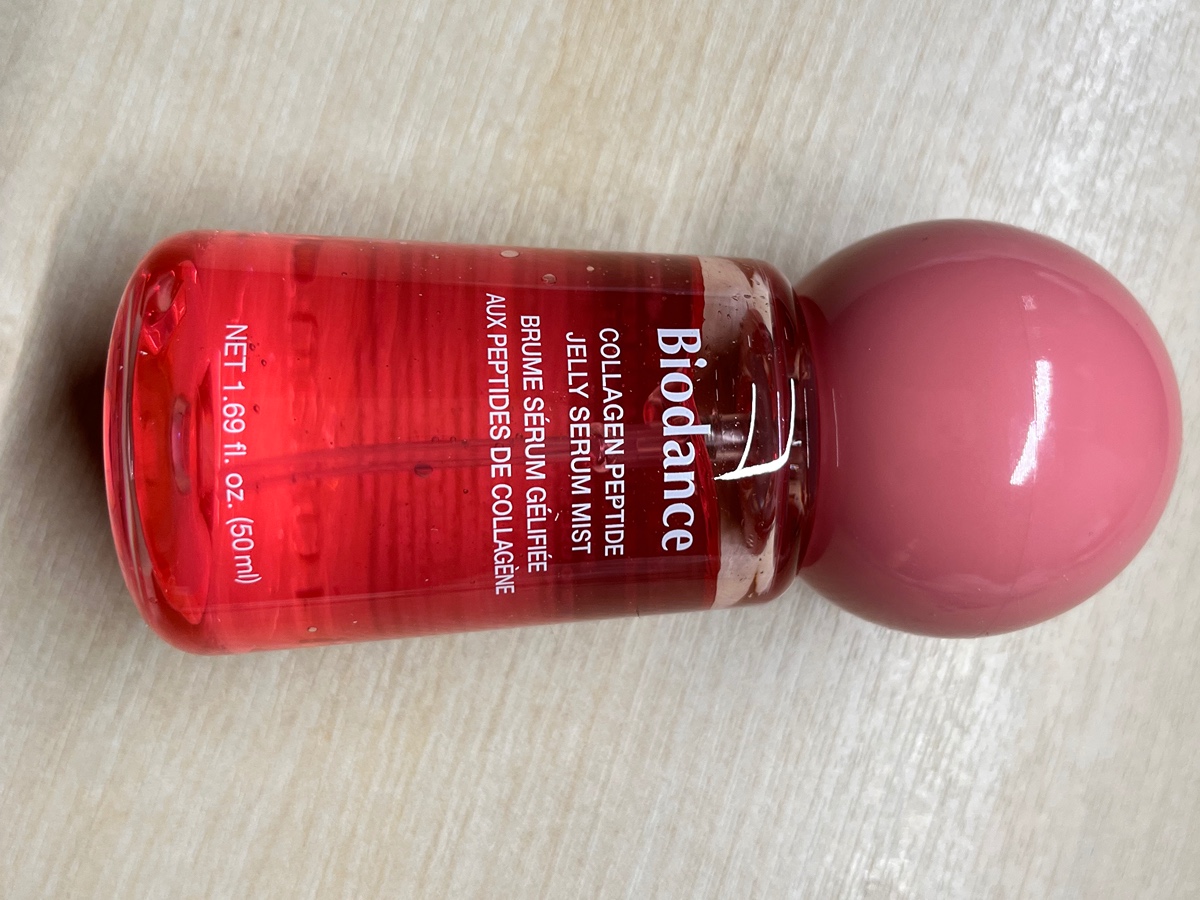 Biodance
COLLAGEN PEPTIDE
JELLY SERUM MIST
BRUME SÉRUM GÉLIFIÉE
AUX PEPTIDES DE COLLAGÈNE
NET 1.69 fl. oz. (50ml)